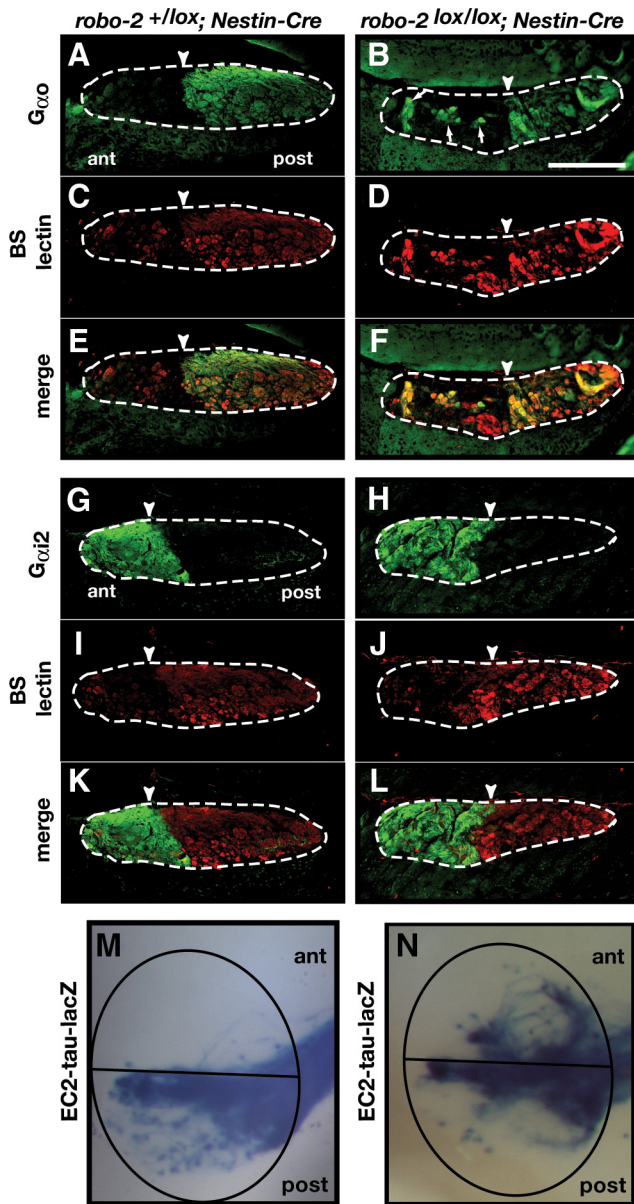 robo-2 +/lox; Nestin-Cre
robo-2 lox/lox; Nestin-Cre
Gαo
A
ant
post
B
BS
lectin
C
D
merge
E
F
Gαi2
G
ant
post
H
BS
lectin
I
J
merge
K
L
EC2-tau-lacZ
M
ant
post
EC2-tau-lacZ
N
ant
post